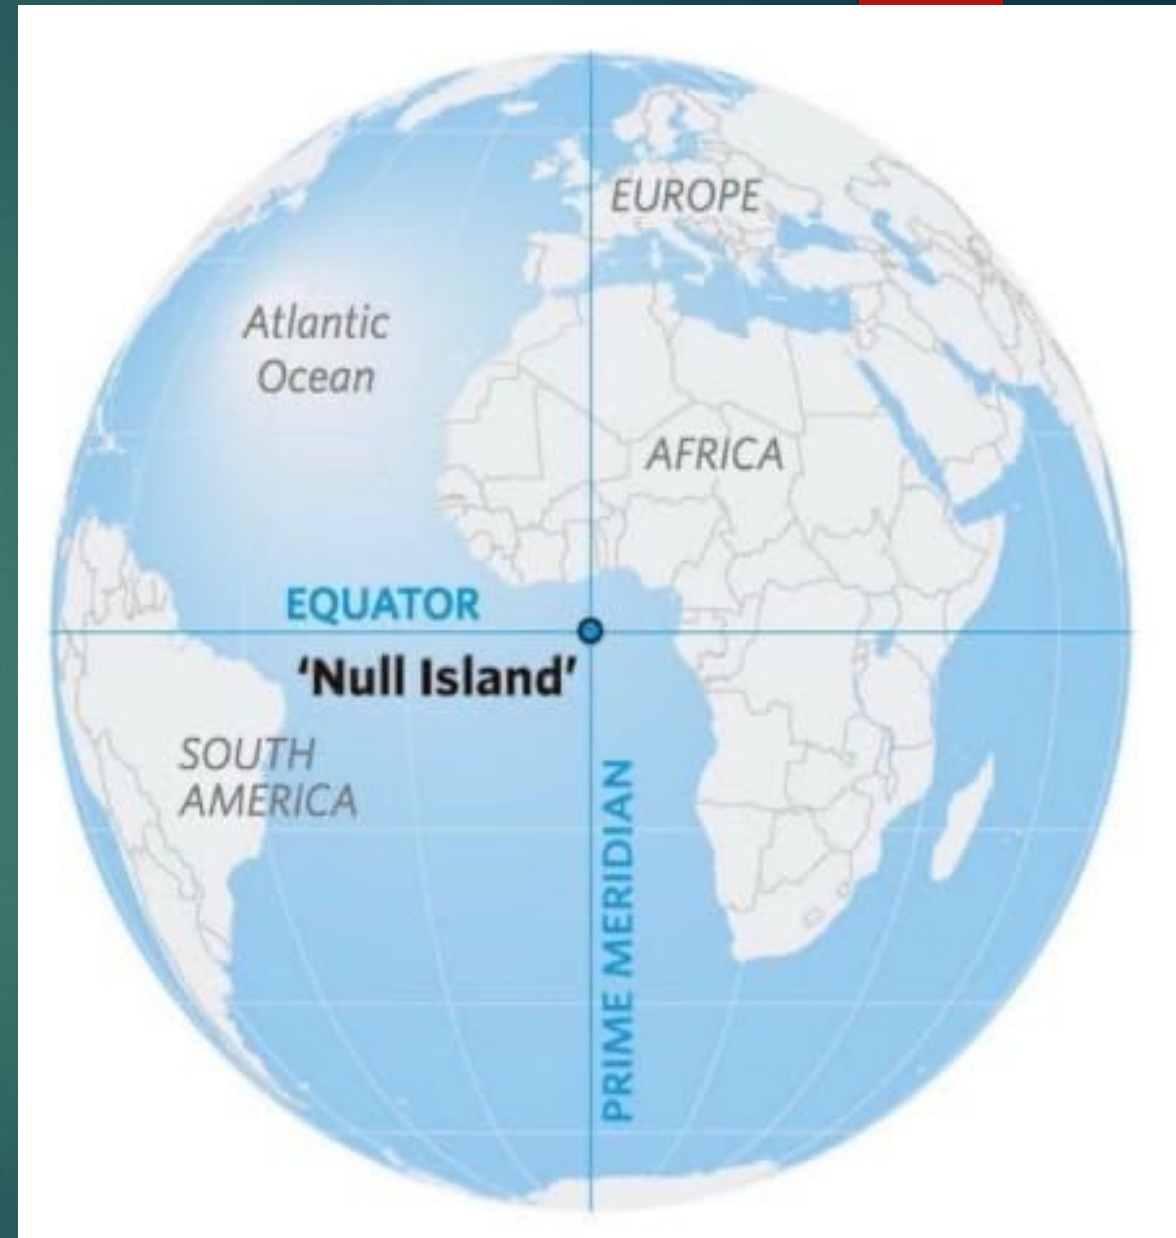 EUROPE
Atlantic
Ocean
AFRICA
EQUATOR
‘Null Island’
SOUTH
AMERICA
PRIME MERIDIAN